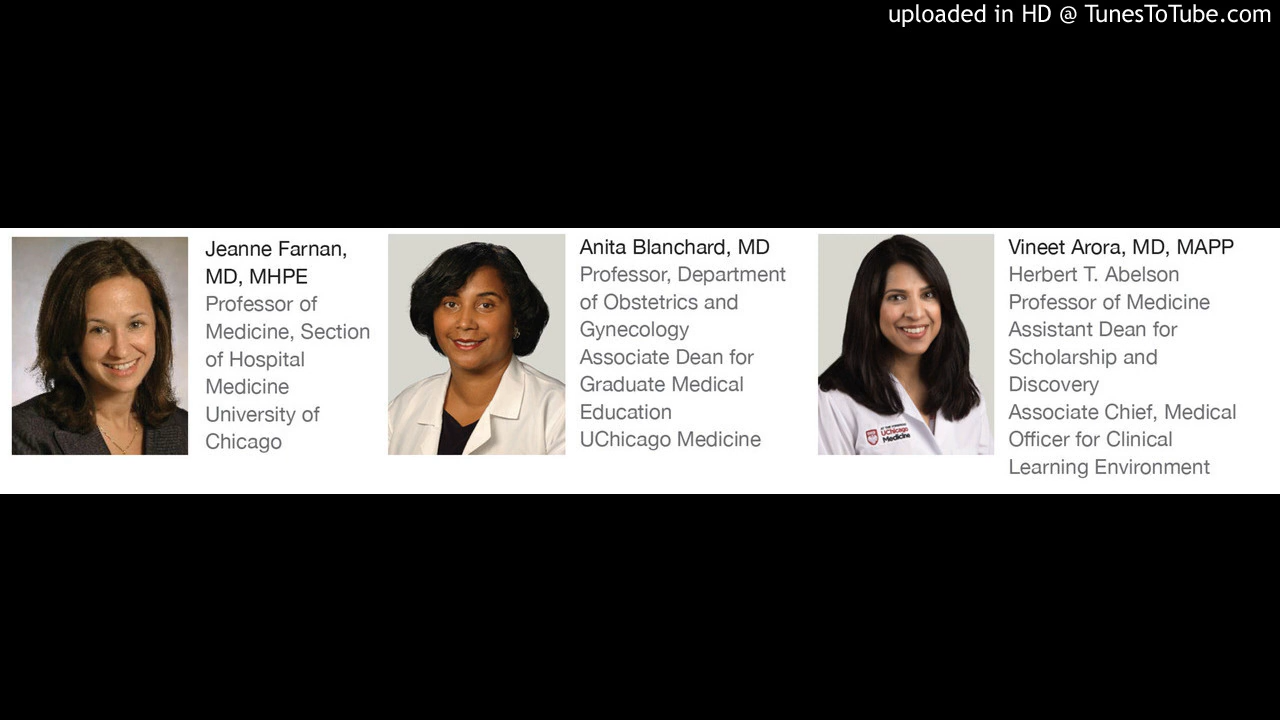 uploaded in HD @ TunesToTube.com
Jeanne Farnan,
MD, MHPE
Professor of
Medicine, Section
of Hospital
Medicine
University of
Chicago
Anita Blanchard, MD
Professor, Department
of Obstetrics and
Gynecology
Associate Dean for
Graduate Medical
Education
UChicago Medicine
UChicago
Medicine
Vineet Arora, MD, MAPP
Herbert T. Abelson
Professor of Medicine
Assistant Dean for
Scholarship and
Discovery
Associate Chief, Medical
Officer for Clinical
Learning Environment